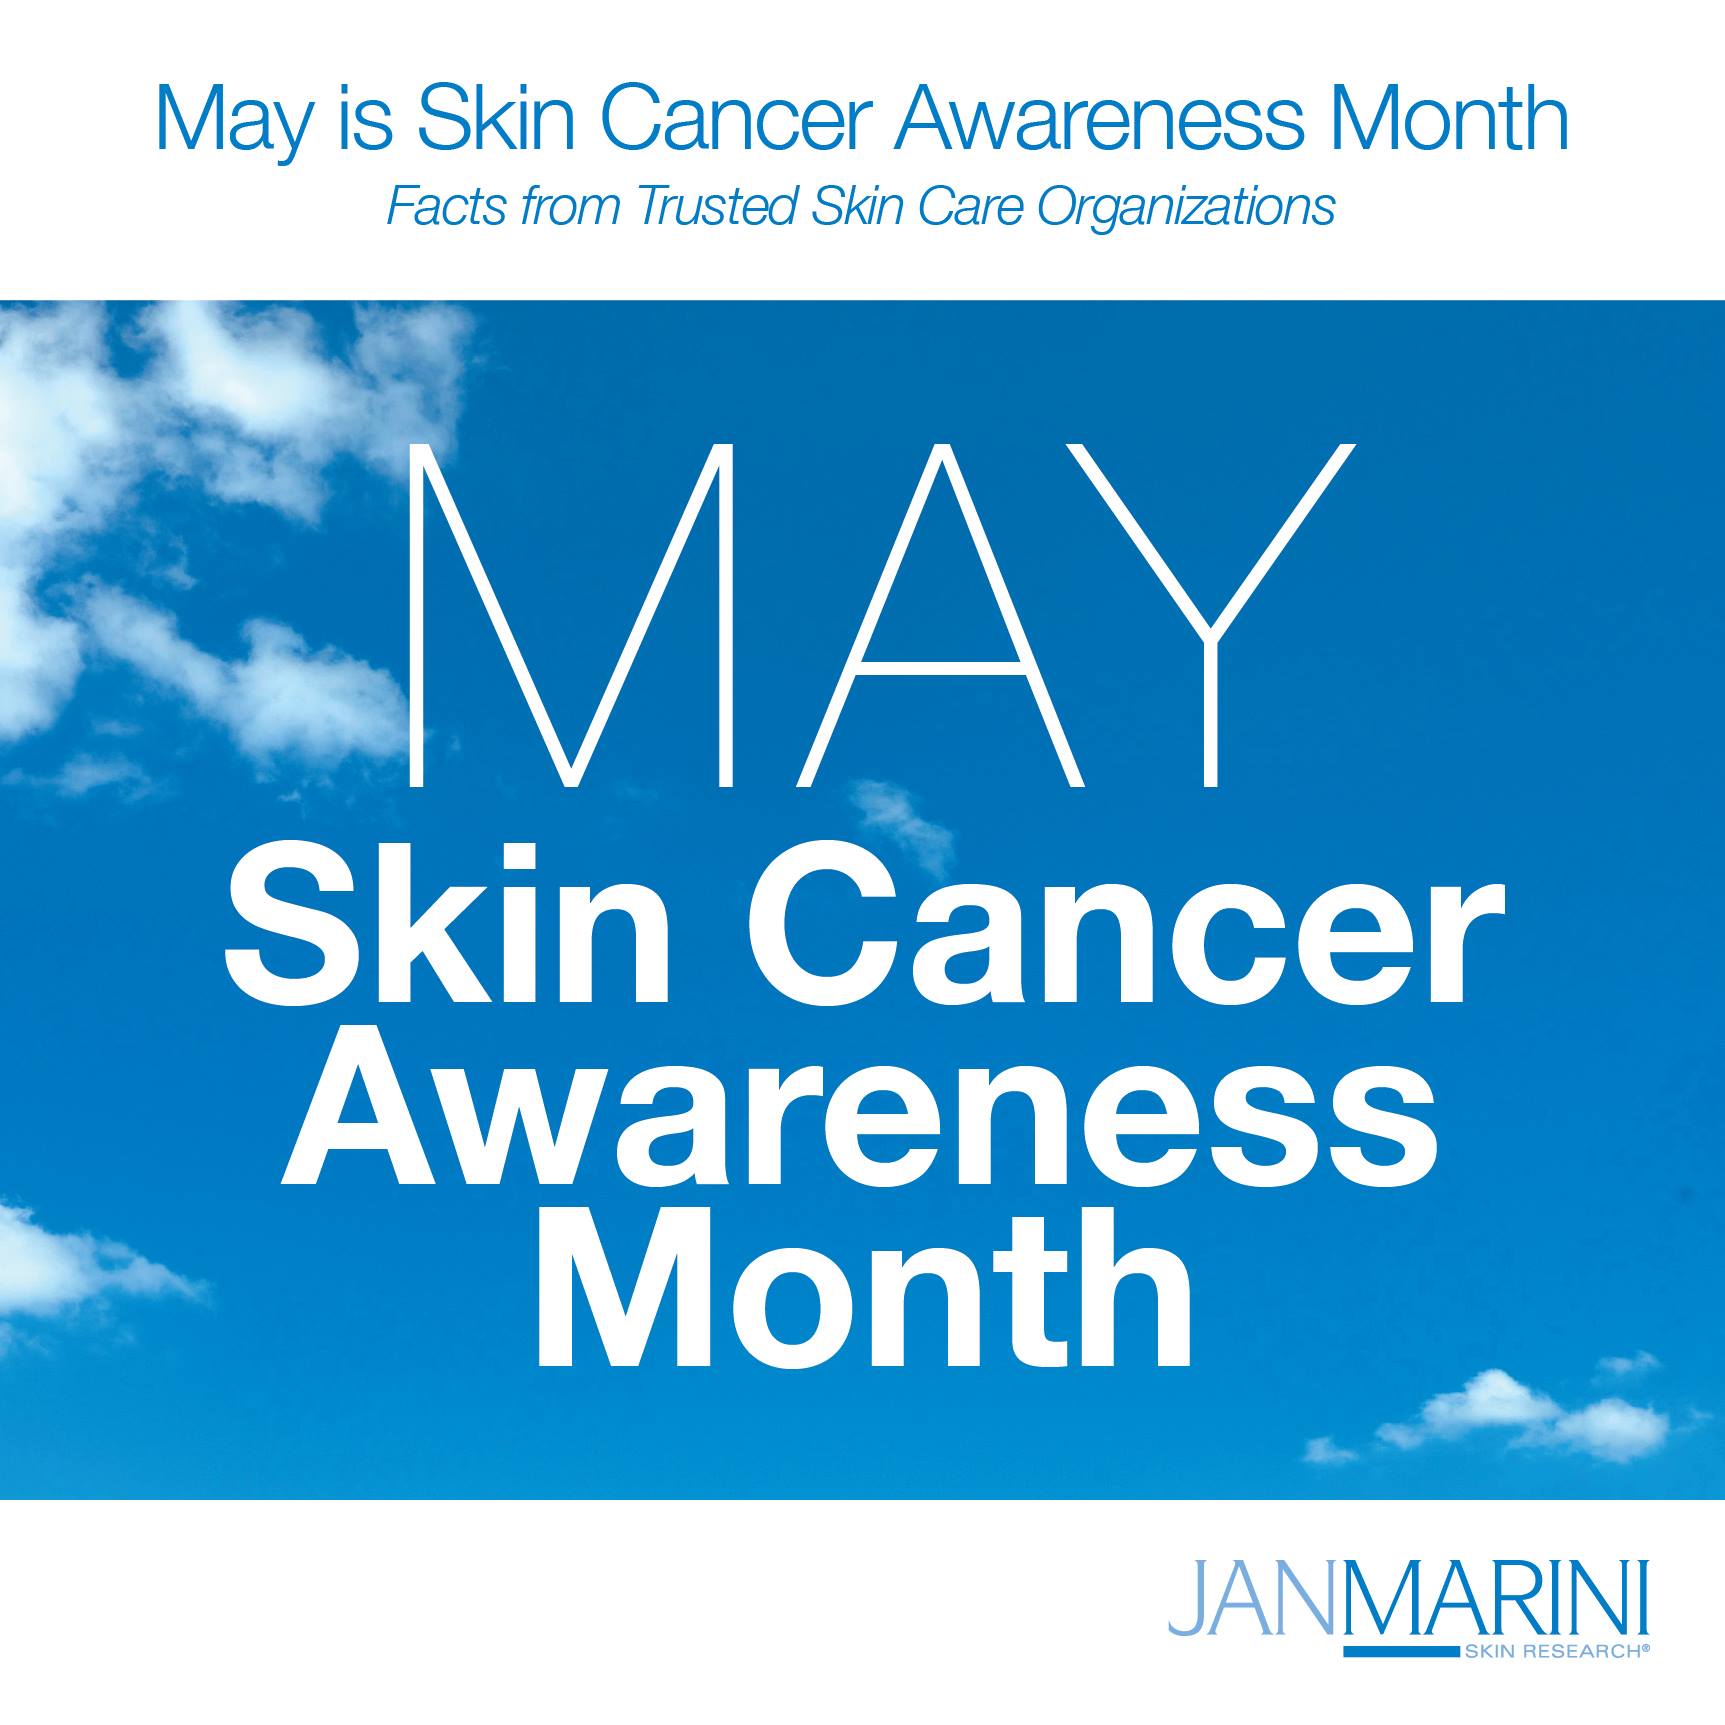 May is Skin Cancer Awareness Month
Facts from Trusted Skin Care Organizations
MAY
Skin Cancer
Awareness
Month
JANMARINI
SKIN RESEARCH®